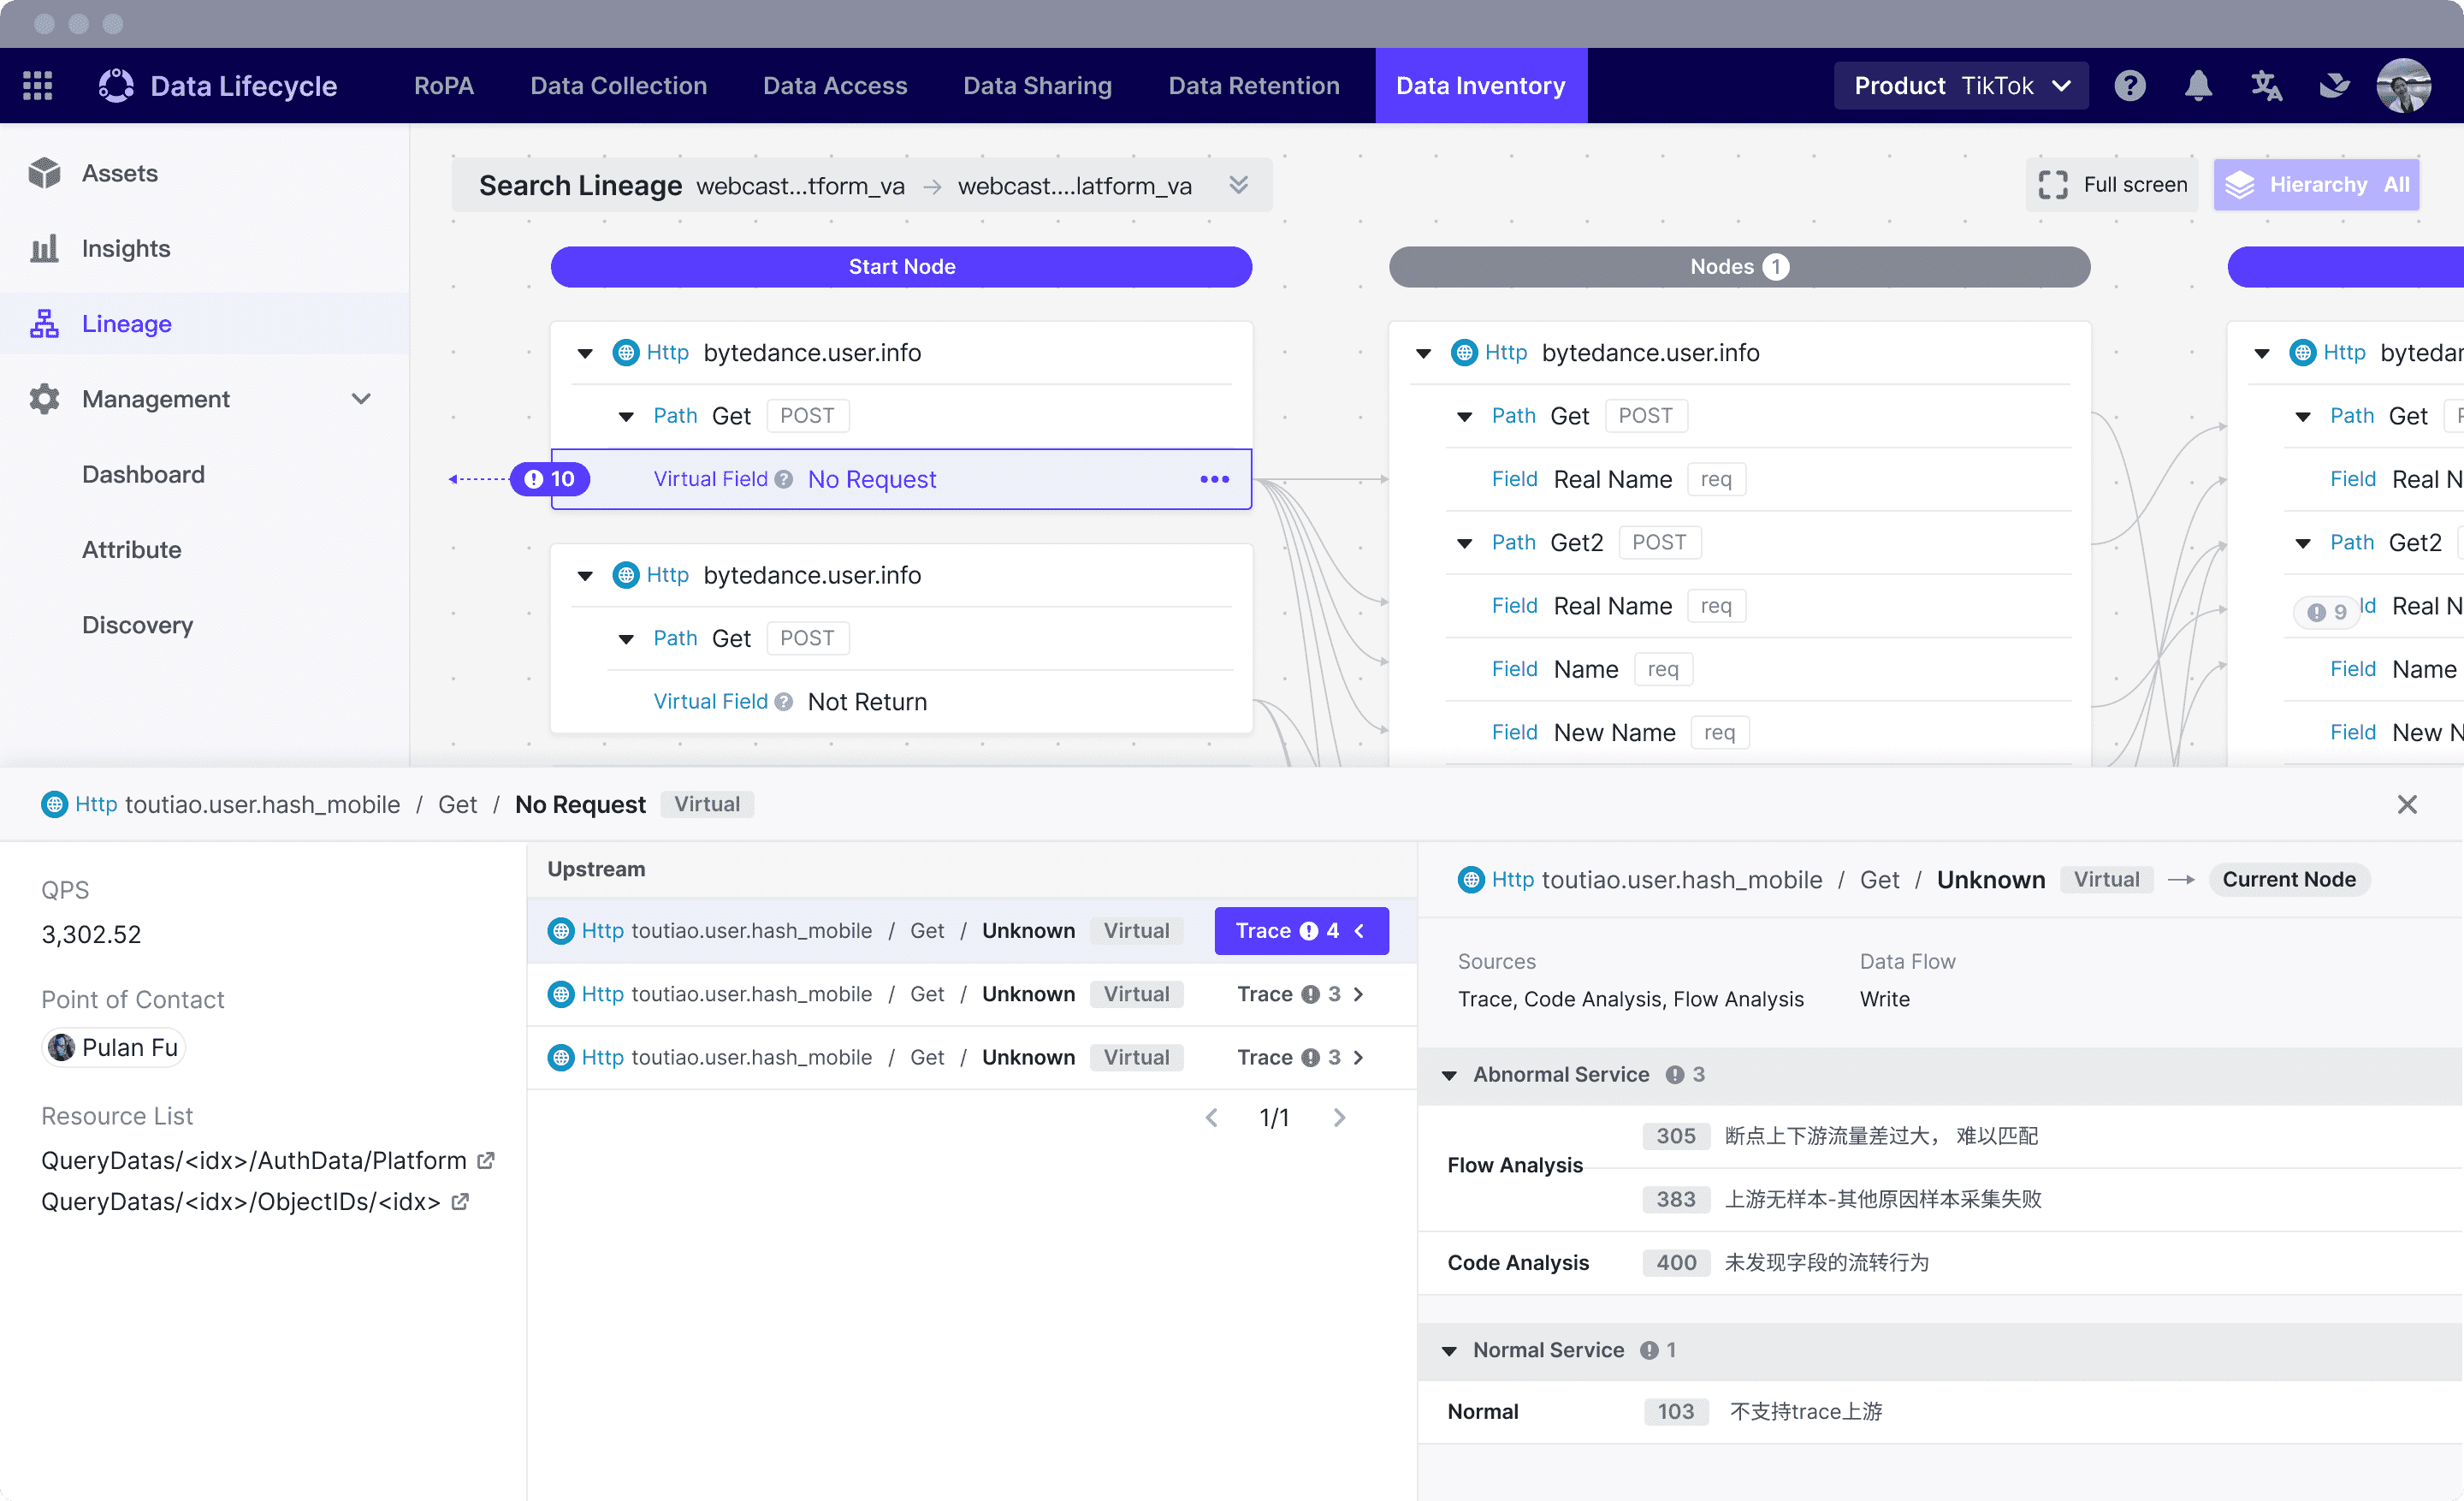 Data Lifecycle RoPA Data Collection Data Access Data Sharing Data Retention Data Inventory Product TikTok
Assets
Insights
Lineage
Management
Dashboard
Attribute
Discovery
Search Lineage webcast...tform_va → webcast....latform_va
Full screen
Hierarchy All
Start Node
Http bytedance.user.info
Path Get POST
10 Virtual Field No Request
Http bytedance.user.info
Path Get POST
Virtual Field Not Return
Nodes 1
Http bytedance.user.info
Path Get POST
Field Real Name req
Path Get2 POST
Field Real Name req
Field Name req
Field New Name req
Http bytedan
Path Get
Field Real N
Path Get2
9 ld Real N
Field Name
Field New N
Http toutiao.user.hash_mobile / Get / No Request Virtual
QPS
3,302.52
Point of Contact
Pulan Fu
Resource List
QueryDatas/<idx>/AuthData/Platform
QueryDatas/<idx>/ObjectIDs/<idx>
Upstream
Http toutiao.user.hash_mobile / Get / Unknown Virtual Trace 4
Http toutiao.user.hash_mobile / Get / Unknown Virtual Trace 3
Http toutiao.user.hash_mobile / Get / Unknown Virtual Trace 3
1/1
Http toutiao.user.hash_mobile / Get / Unknown Virtual → Current Node
Sources
Trace, Code Analysis, Flow Analysis
Data Flow
Write
Abnormal Service 3
Flow Analysis
305 断点上下游流量差过大， 难以匹配
383 上游无样本-其他原因样本采集失败
Code Analysis 400 未发现字段的流转行为
Normal Service 1
Normal 103 不支持trace上游